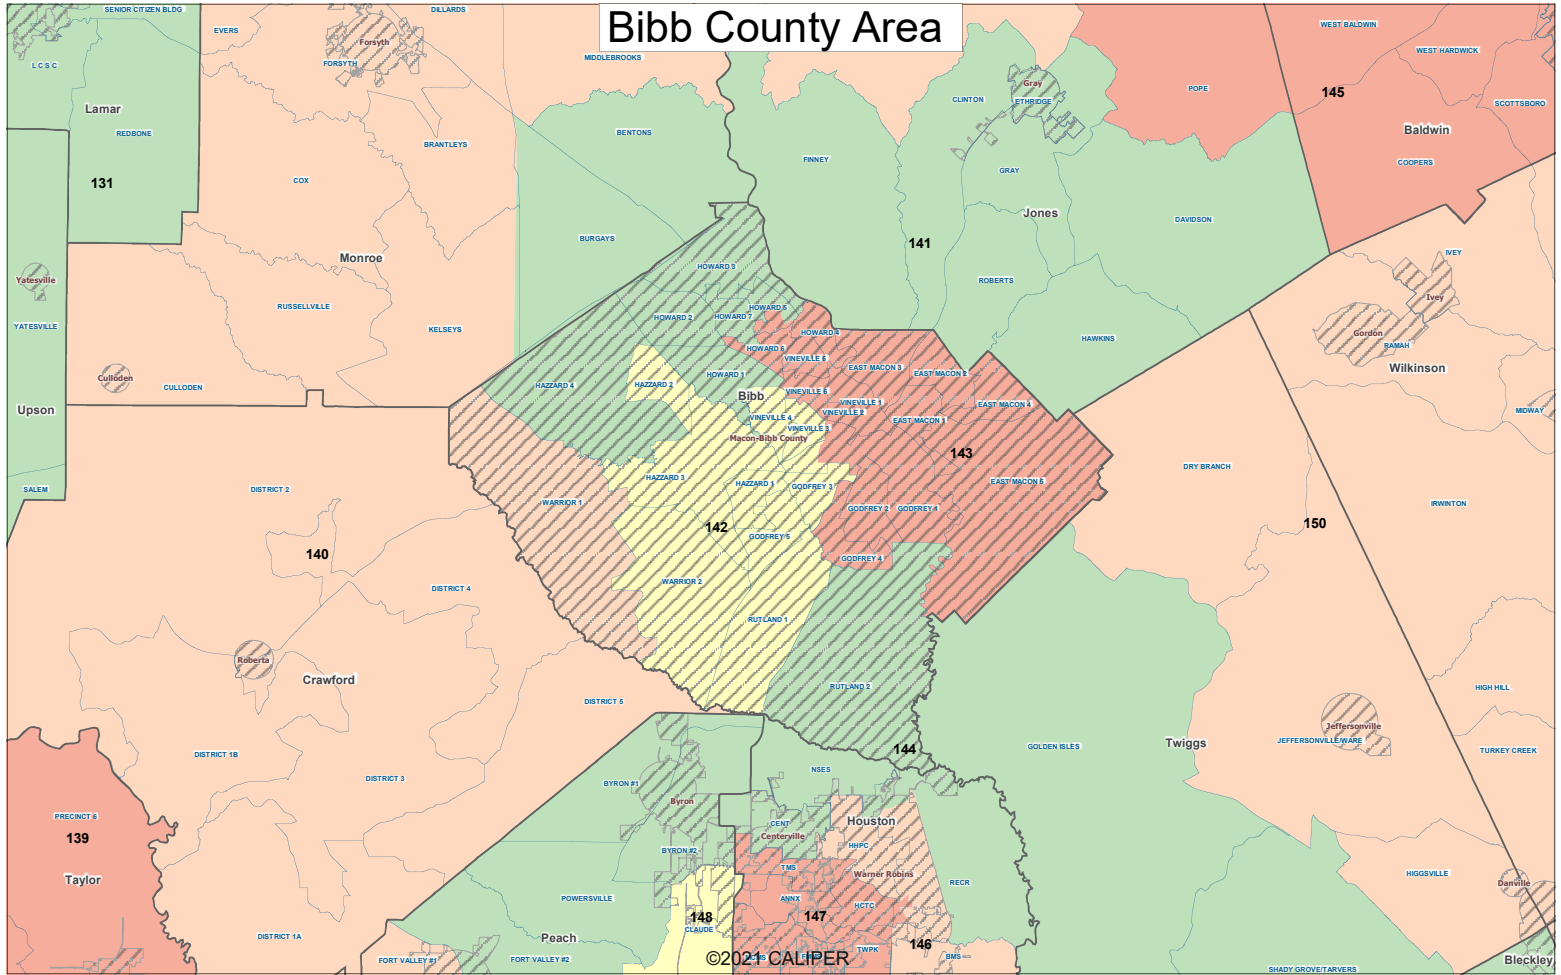 Bibb County Area
SENIOR CITIZEN BLDG
DILLARDS
EVERS
Forsyth
FORSYTH
MIDDLEBROOKS
WEST BALDWIN
WEST HARDWICK
L C S C
Gray
POPE
145
CLINTON
ETHRIDGE
SCOTTSBORO
Lamar
REDBONE
BENTONS
Baldwin
BRANTLEYS
FINNEY
COOPERS
GRAY
131
COX
Jones
DAVIDSON
BURGAYS
141
Monroe
IVEY
HOWARD 3
Yatesville
ROBERTS
Ivey
RUSSELLVILLE
HOWARD 5
HOWARD 2
HOWARD 7
YATESVILLE
KELSEYS
HOWARD 4
Gordon
HAWKINS
RAMAH
HOWARD 6
VINEVILLE 6
Wilkinson
EAST MACON 3
EAST MACON 2
Culloden
HOWARD 1
CULLODEN
HAZZARD 4
HAZZARD 2
VINEVILLE 5
Bibb
VINEVILLE 1
EAST MACON 4
Upson
VINEVILLE 2
MIDWAY
VINEVILLE 4
EAST MACON 1
VINEVILLE 3
Macon-Bibb County
143
DRY BRANCH
HAZZARD 3
HAZZARD 1
EAST MACON 5
GODFREY 3
SALEM
DISTRICT 2
WARRIOR 1
IRWINTON
GODFREY 2
GODFREY 1
142
150
GODFREY 5
140
GODFREY 4
WARRIOR 2
DISTRICT 4
RUTLAND 1
Roberta
Crawford
RUTLAND 2
HIGH HILL
DISTRICT 5
Jeffersonville
JEFFERSONVILLE/WARE
Twiggs
GOLDEN ISLES
144
TURKEY CREEK
DISTRICT 1B
NSES
DISTRICT 3
BYRON #1
Byron
PRECINCT 6
CENT
Houston
139
Centerville
HHPC
BYRON #2
TMS
HIGGSVILLE
Taylor
Warner Robins
RECR
Danville
POWERSVILLE
ANNX
HCTC
148
147
CLAUDE
DISTRICT 1A
Peach
146
TWPK
FORT VALLEY #1
FORT VALLEY #2
©2021 CALIPER
BMS
Bleckley
SHADY GROVE/TARVERS